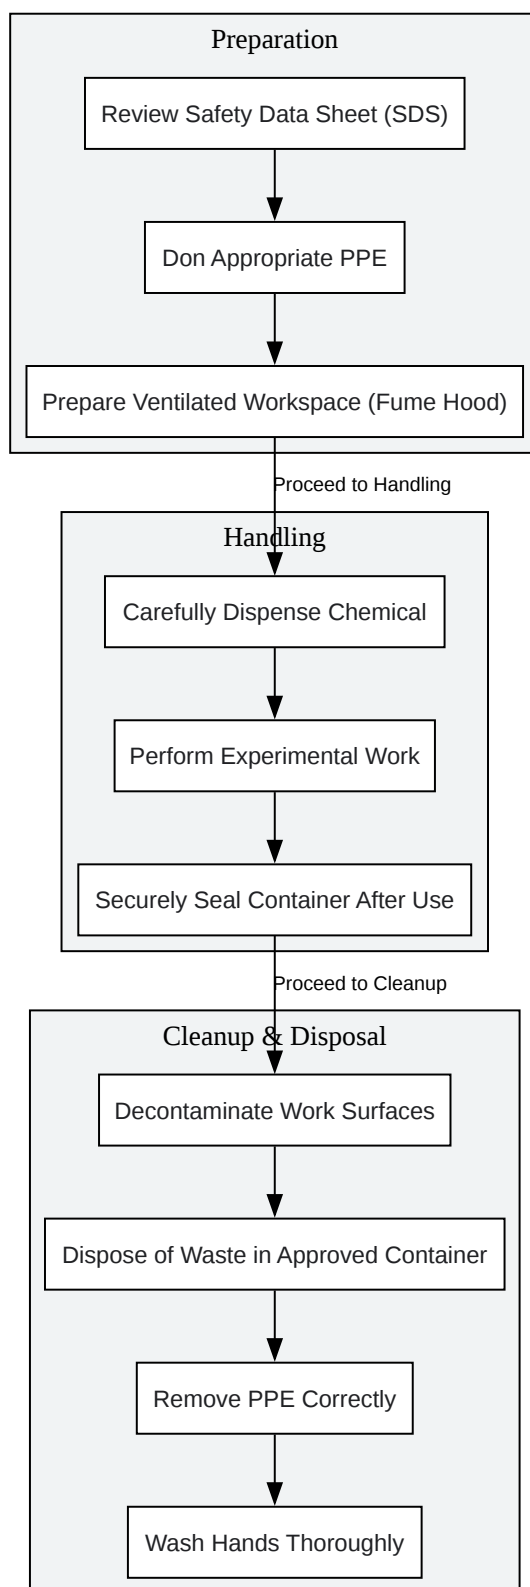 Preparation
Review Safety Data Sheet (SDS)
Don Appropriate PPE
Prepare Ventilated Workspace (Fume Hood)
Proceed to Handling
Handling
Carefully Dispense Chemical
Perform Experimental Work
Securely Seal Container After Use
Proceed to Cleanup
Cleanup & Disposal
Decontaminate Work Surfaces
Dispose of Waste in Approved Container
Remove PPE Correctly
Wash Hands Thoroughly